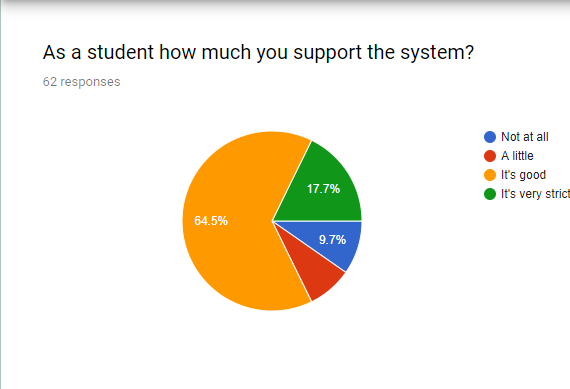 As a student how much you support the system?
62 responses
Not at all
A little
It's good
It's very strict
17.7%
64.5%
9.7%